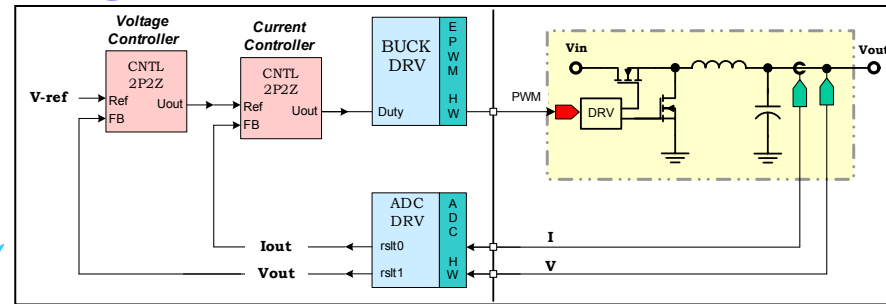 Voltage
Controller
Current
Controller
CNTL
2P2Z
Ref
Uout
FB
V-ref
CNTL
2P2Z
Ref
Uout
FB
BUCK
DRV
Duty
E
P
W
M
H
W
PWM
Vin
Vout
DRV
ADC
DRV
rslt0
rslt1
A
D
C
H
W
Iout
Vout
I
V